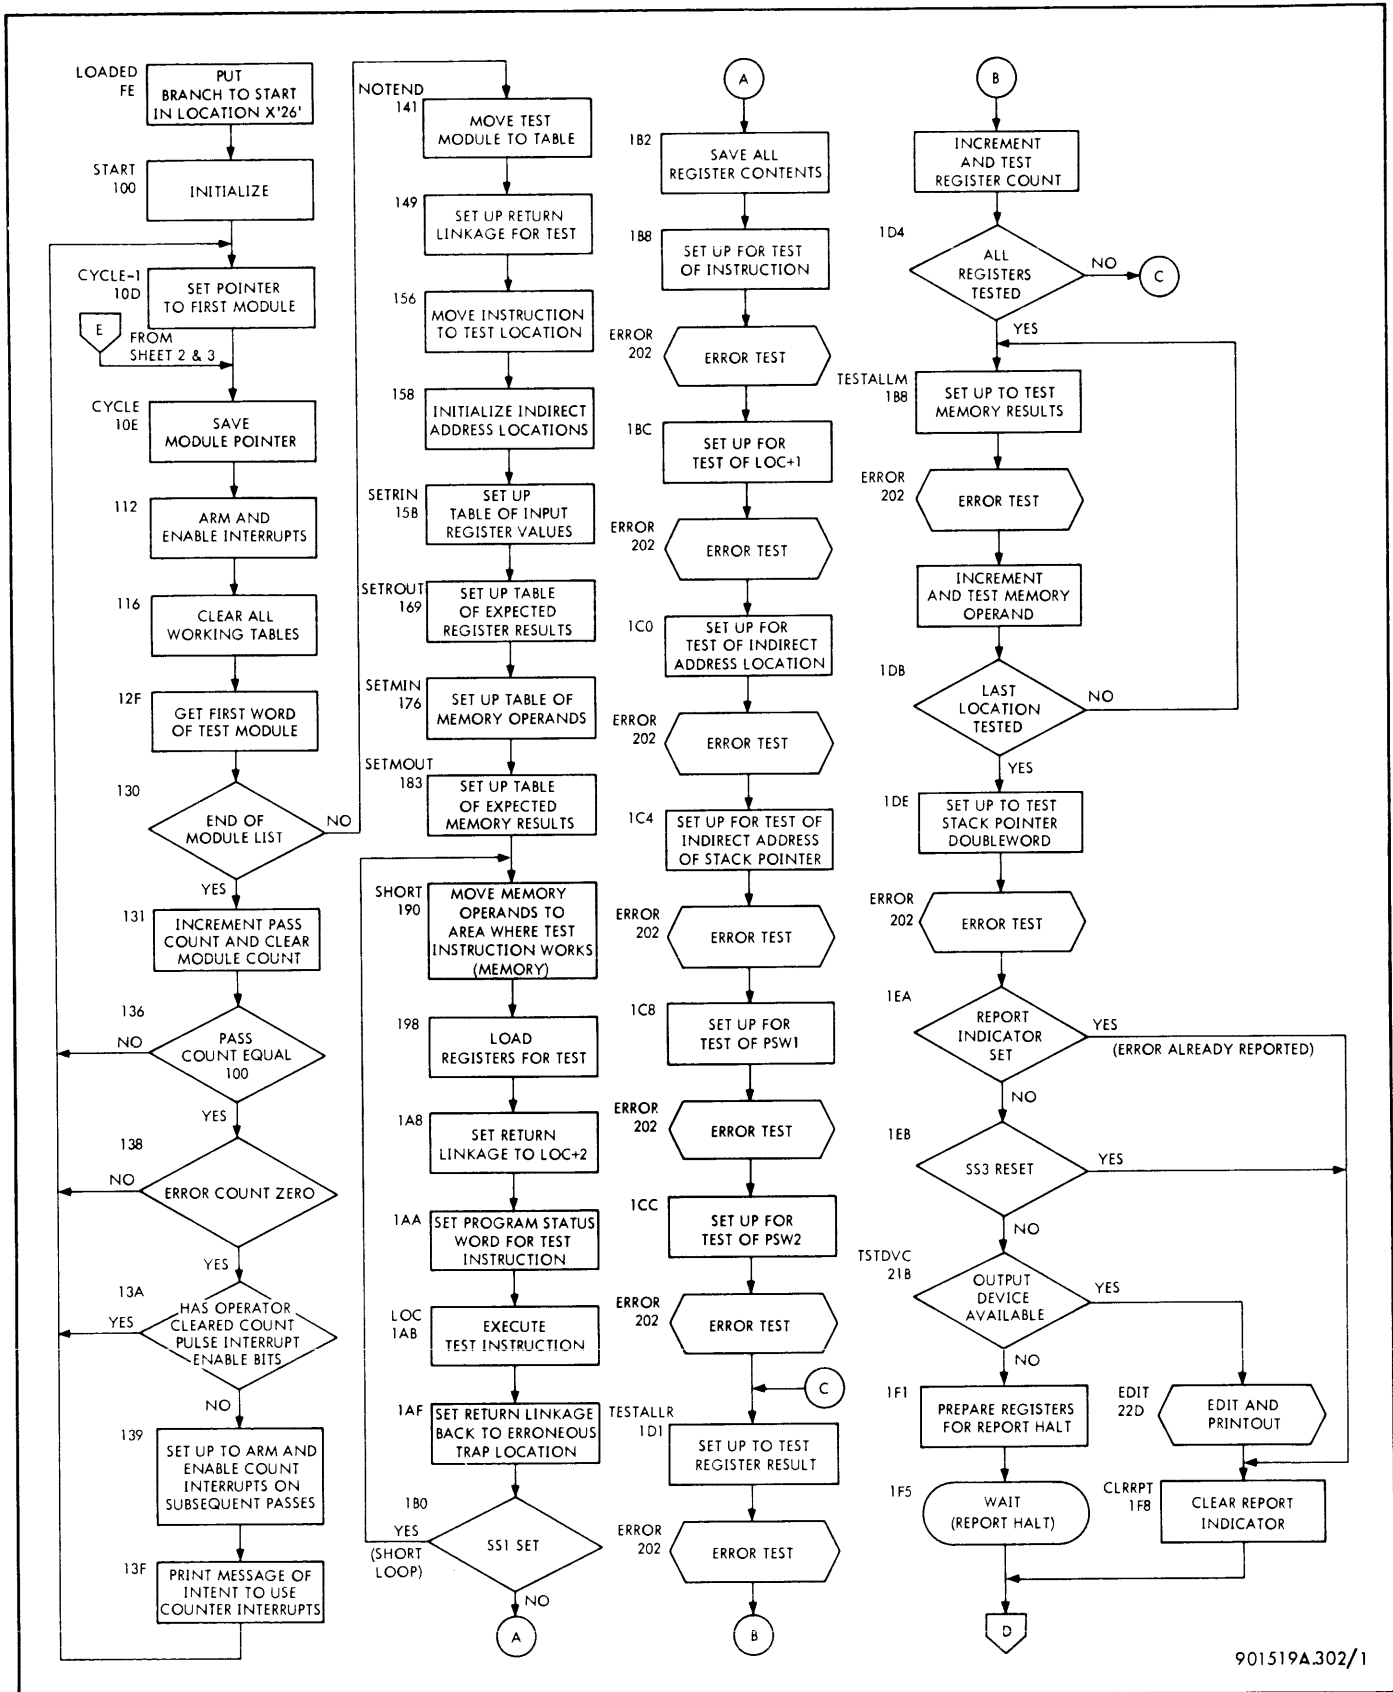 LOADED
FE
PUT
BRANCH TO START
IN LOCATION X'26'
START
100
INITIALIZE
CYCLE-1
10D
SET POINTER
TO FIRST MODULE
E
FROM
SHEET 2 & 3
CYCLE
10E
SAVE
MODULE POINTER
112
ARM AND
ENABLE INTERRUPTS
116
CLEAR ALL
WORKING TABLES
12F
GET FIRST WORD
OF TEST MODULE
130
END OF
MODULE LIST
NO
YES
131
INCREMENT PASS
COUNT AND CLEAR
MODULE COUNT
136
PASS
COUNT EQUAL
100
NO
YES
138
ERROR COUNT ZERO
NO
YES
13A
HAS OPERATOR
CLEARED COUNT
PULSE INTERRUPT
ENABLE BITS
YES
NO
139
SET UP TO ARM AND
ENABLE COUNT
INTERRUPTS ON
SUBSEQUENT PASSES
13F
PRINT MESSAGE OF
INTENT TO USE
COUNTER INTERRUPTS
NOTEND
141
MOVE TEST
MODULE TO TABLE
149
SET UP RETURN
LINKAGE FOR TEST
156
MOVE INSTRUCTION
TO TEST LOCATION
158
INITIALIZE INDIRECT
ADDRESS LOCATIONS
SETRIN
15B
SET UP
TABLE OF INPUT
REGISTER VALUES
SETROUT
169
SET UP TABLE
OF EXPECTED
REGISTER RESULTS
SETMIN
176
SET UP TABLE OF
MEMORY OPERANDS
SETMOUT
183
SET UP TABLE
OF EXPECTED
MEMORY RESULTS
SHORT
190
MOVE MEMORY
OPERANDS TO
AREA WHERE TEST
INSTRUCTION WORKS
(MEMORY)
198
LOAD
REGISTERS FOR TEST
1A8
SET RETURN
LINKAGE TO LOC+2
1AA
SET PROGRAM STATUS
WORD FOR TEST
INSTRUCTION
LOC
1AB
EXECUTE
TEST INSTRUCTION
1AF
SET RETURN LINKAGE
BACK TO ERRONEOUS
TRAP LOCATION
1B0
SS1 SET
YES
(SHORT
LOOP)
NO
A
A
1B2
SAVE ALL
REGISTER CONTENTS
1B8
SET UP FOR TEST
OF INSTRUCTION
ERROR
202
ERROR TEST
1BC
SET UP FOR
TEST OF LOC+1
ERROR
202
ERROR TEST
1C0
SET UP FOR
TEST OF INDIRECT
ADDRESS LOCATION
ERROR
202
ERROR TEST
1C4
SET UP FOR TEST OF
INDIRECT ADDRESS
OF STACK POINTER
ERROR
202
ERROR TEST
1C8
SET UP FOR
TEST OF PSW1
ERROR
202
ERROR TEST
1CC
SET UP FOR
TEST OF PSW2
ERROR
202
ERROR TEST
C
TESTALLR
1D1
SET UP TO TEST
REGISTER RESULT
ERROR
202
ERROR TEST
B
B
INCREMENT
AND TEST
REGISTER COUNT
1D4
ALL
REGISTERS
TESTED
NO
C
YES
TESTALLM
1B8
SET UP TO TEST
MEMORY RESULTS
ERROR
202
ERROR TEST
INCREMENT
AND TEST MEMORY
OPERAND
1DB
LAST
LOCATION
TESTED
NO
YES
1DE
SET UP TO TEST
STACK POINTER
DOUBLEWORD
ERROR
202
ERROR TEST
1EA
REPORT
INDICATOR
SET
YES
(ERROR ALREADY REPORTED)
NO
1EB
SS3 RESET
YES
NO
TSTDVC
21B
OUTPUT
DEVICE
AVAILABLE
YES
NO
1F1
PREPARE REGISTERS
FOR REPORT HALT
EDIT
22D
EDIT AND
PRINTOUT
1F5
WAIT
(REPORT HALT)
CLRRPT
1F8
CLEAR REPORT
INDICATOR
D
901519A.302/1